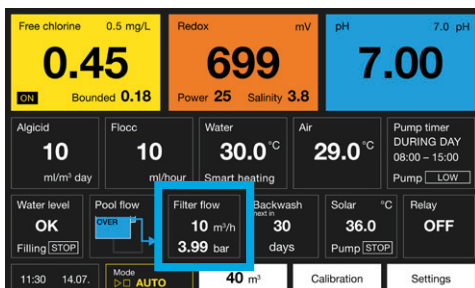 Free chlorine 0.5 mg/L
0.45
ON Bounded 0.18
Redox mV
699
Power 25 Salinity 3.8
pH 7.0 pH
7.00
Algicid
10
ml/m³ day
Flocc
10
ml/hour
Water
30.0°C
Smart heating
Air
29.0°C
Pump timer
DURING DAY
08:00 – 15:00
Pump LOW
Water level
OK
Filling STOP
Pool flow
OVER
Filter flow
10 m³/h
3.99 bar
Backwash
next in
30
days
Solar °C
36.0
Pump STOP
Relay
OFF
11:30 14.07.
Mode
AUTO
40 m³
Calibration
Settings